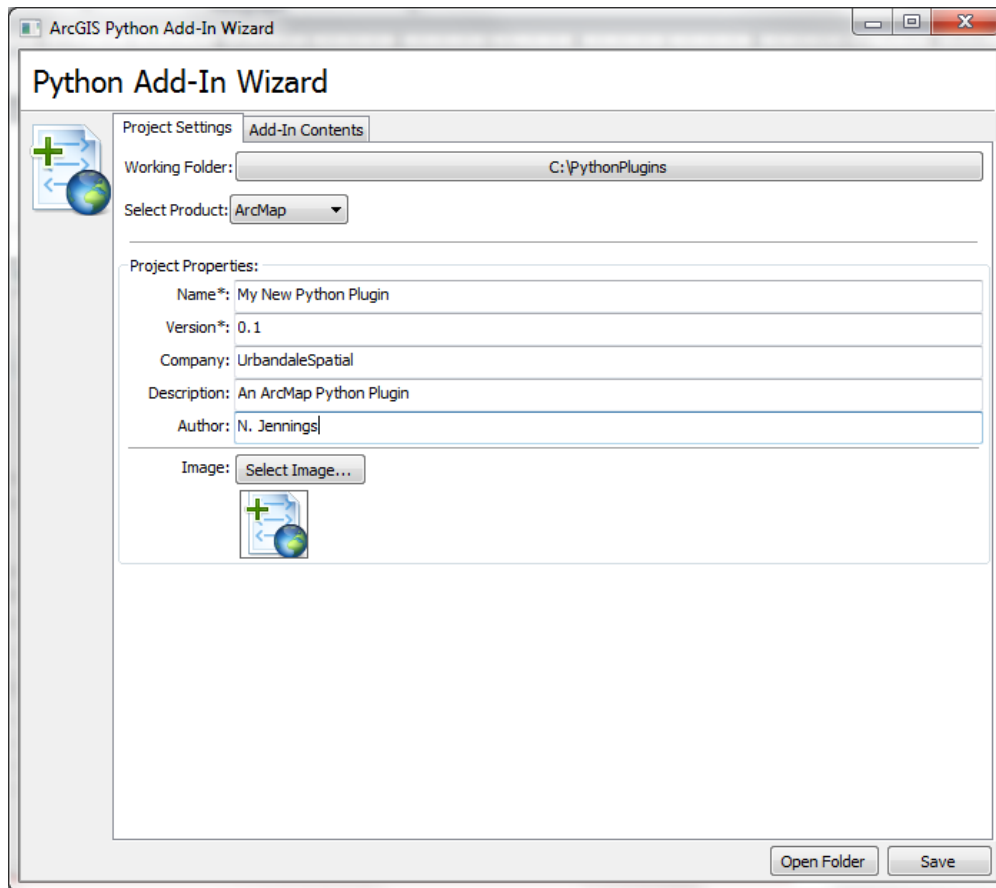 ArcGIS Python Add-In Wizard
Python Add-In Wizard
Project Settings
Add-In Contents
Working Folder:
C:\PythonPlugins
Select Product:
ArcMap
Project Properties:
Name*: My New Python Plugin
Version*: 0.1
Company: UrbandaleSpatial
Description: An ArcMap Python Plugin
Author: N. Jennings
Image: Select Image...
Open Folder
Save